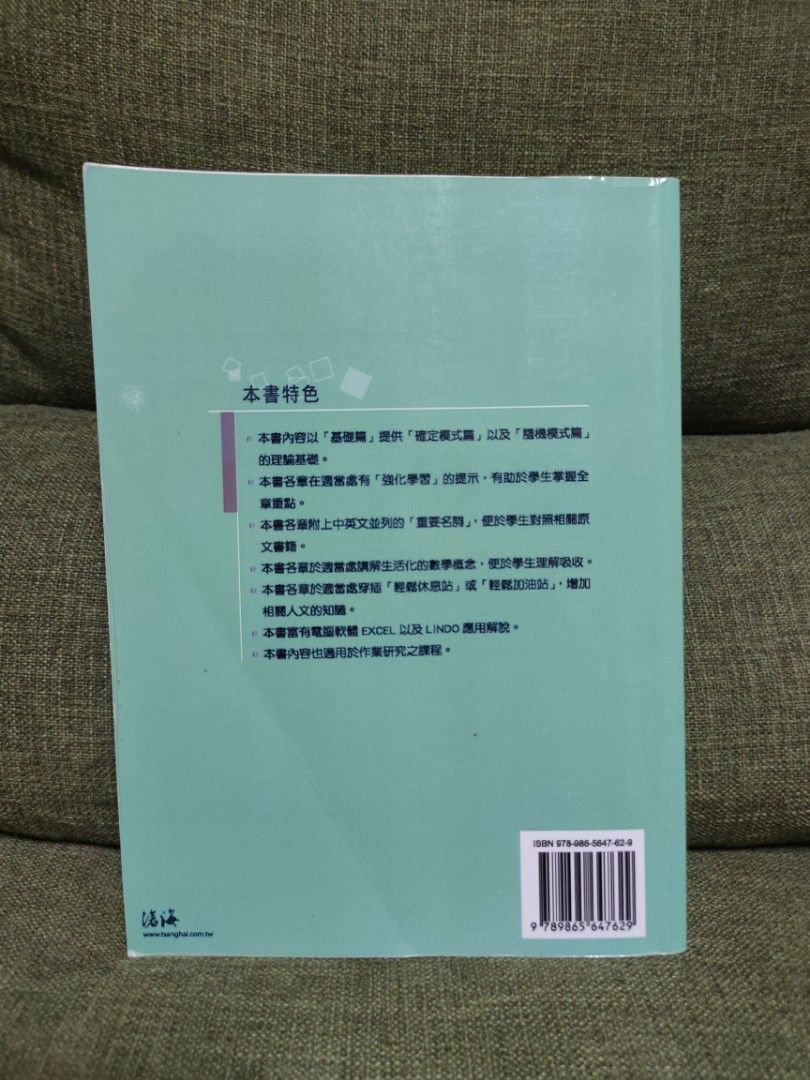 本書特色
本書內容以「基礎篇」提供「確定模式篇」以及「隨機模式篇」
的理論基礎。
本書各章在適當處有「強化學習」的提示，有助於學生掌握全
章重點。
本書各章附上中英文並列的「重要名詞」，便於學生對照相關原
文書籍。
本書各章於適當處講解生活化的數學概念，便於學生理解吸收。
本書各章於適當處穿插「輕鬆休息站」或「輕鬆加油站」，增加
相關人文的知識。
本書富有電腦軟體 EXCEL 以及 LINDO 應用解說。
本書內容也適用於作業研究之課程。
ISBN 978-986-5647-62-9
9 789865 647629
滄海
www.tsanghai.com.tw